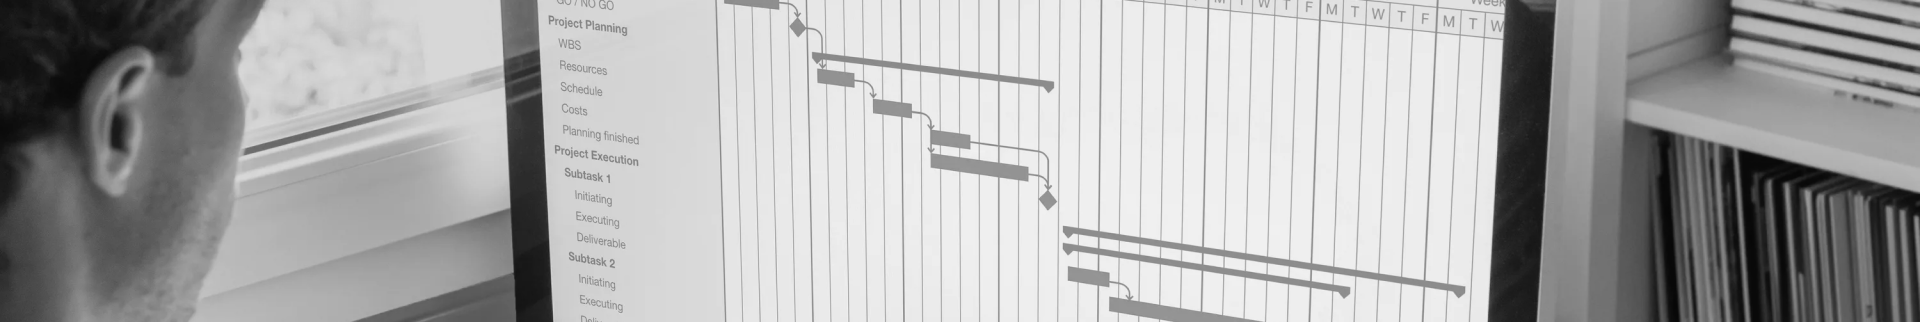 GO / NO GO
Project Planning
WBS
Resources
Schedule
Costs
Planning finished
Project Execution
Subtask 1
Initiating
Executing
Deliverable
Subtask 2
Initiating
Executing
Week
M T W T F M T W T F M T W